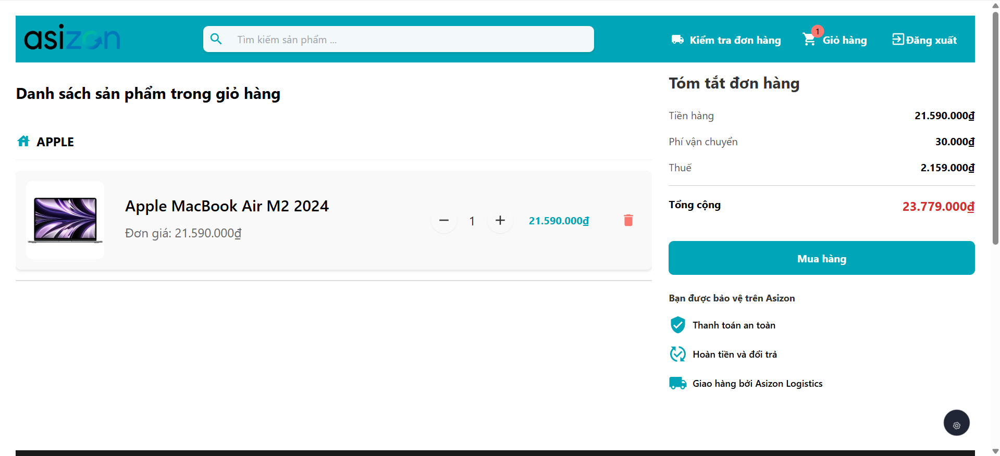 asizon
Tìm kiếm sản phẩm ...
Kiểm tra đơn hàng
1
Giỏ hàng
Đăng xuất
Danh sách sản phẩm trong giỏ hàng
APPLE
Apple MacBook Air M2 2024
Đơn giá: 21.590.000₫
1
21.590.000₫
Tóm tắt đơn hàng
Tiền hàng 21.590.000₫
Phí vận chuyển 30.000₫
Thuế 2.159.000₫
Tổng cộng 23.779.000₫
Mua hàng
Bạn được bảo vệ trên Asizon
Thanh toán an toàn
Hoàn tiền và đổi trả
Giao hàng bởi Asizon Logistics